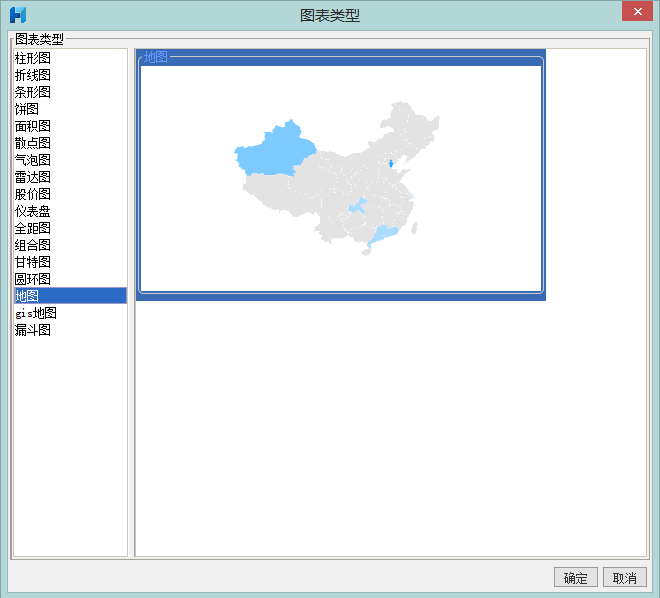 图表类型
图表类型
柱形图
折线图
条形图
饼图
面积图
散点图
气泡图
雷达图
股价图
仪表盘
全距图
组合图
甘特图
圆环图
地图
gis地图
漏斗图
地图
确定
取消